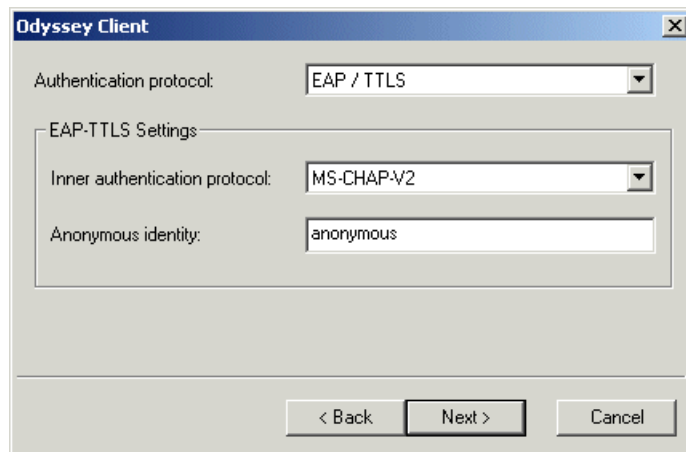 Odyssey Client
Authentication protocol: EAP / TTLS
EAP-TTLS Settings
Inner authentication protocol: MS-CHAP-V2
Anonymous identity: anonymous
< Back Next > Cancel